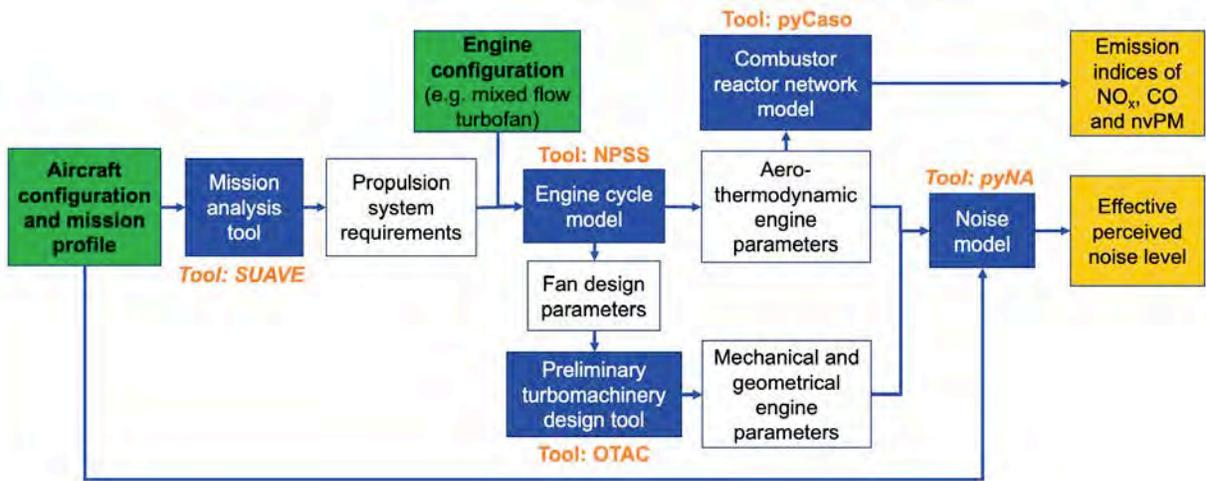 Tool: pyCaso
Engine
configuration
(e.g. mixed flow
turbofan)
Combustor
reactor network
model
Emission
indices of
NOₓ, CO
and nvPM
Aircraft
configuration
and mission
profile
Mission
analysis
tool
Tool: SUAVE
Propulsion
system
requirements
Tool: NPSS
Engine cycle
model
Aero-
thermodynamic
engine
parameters
Tool: pyNA
Noise
model
Effective
perceived
noise level
Fan design
parameters
Preliminary
turbomachinery
design tool
Tool: OTAC
Mechanical and
geometrical
engine
parameters